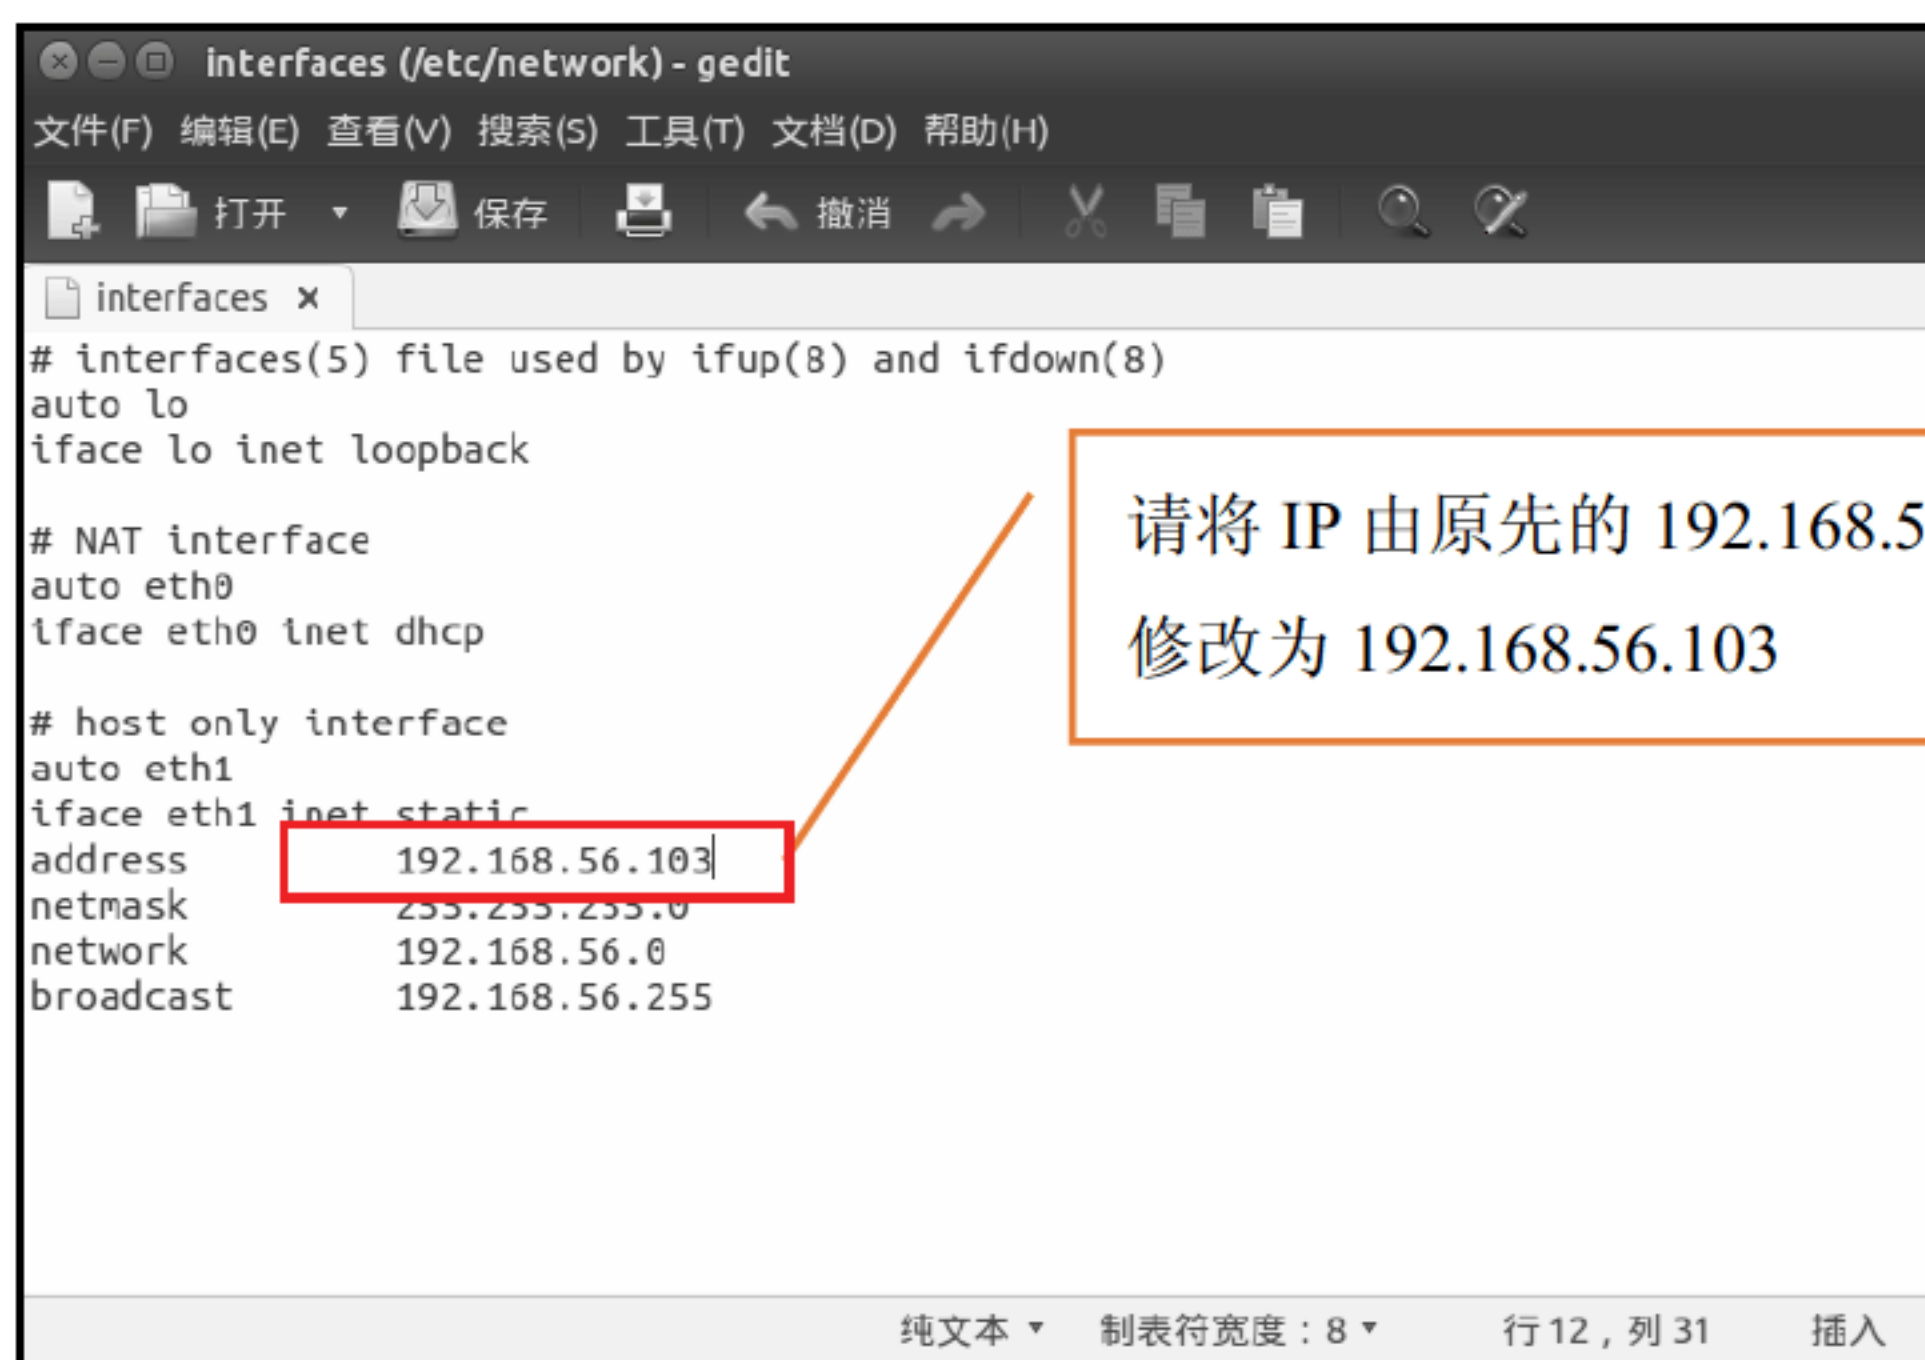 interfaces (/etc/network) - gedit
文件(F) 编辑(E) 查看(V) 搜索(S) 工具(T) 文档(D) 帮助(H)
打开 保存 撤消
interfaces
# interfaces(5) file used by ifup(8) and ifdown(8)
auto lo
iface lo inet loopback
# NAT interface
auto eth0
iface eth0 inet dhcp
# host only interface
auto eth1
iface eth1 inet static
address 192.168.56.103
netmask 255.255.255.0
network 192.168.56.0
broadcast 192.168.56.255
请将 IP 由原先的 192.168.5
修改为 192.168.56.103
纯文本 制表符宽度：8 行 12，列 31 插入